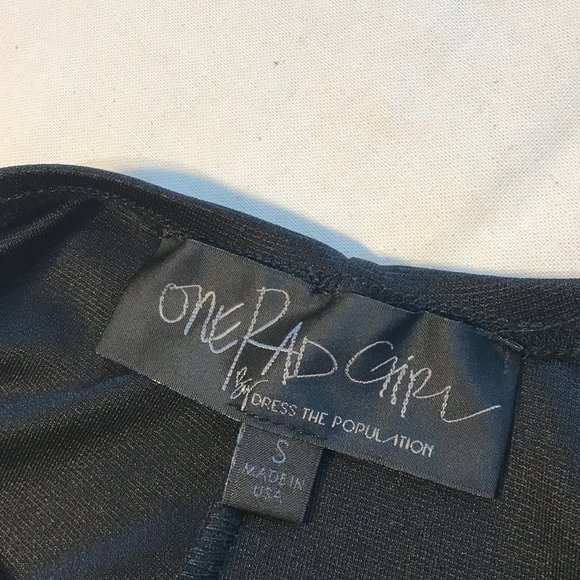 ONE RAD GIRL
By DRESS THE POPULATION
S
MADE IN
USA